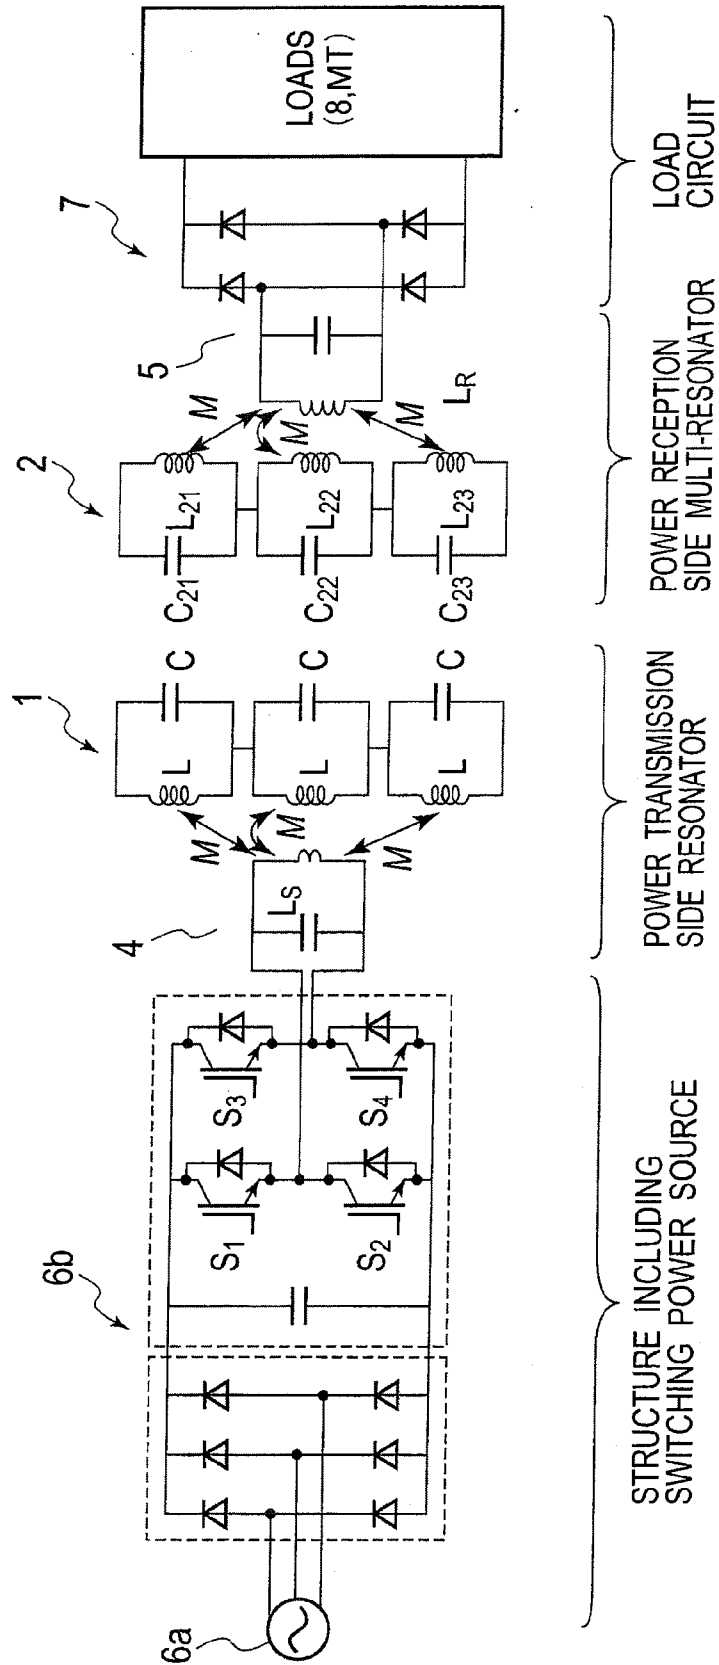 6a
6b
S1
S2
S3
S4
4
LS
M
M
M
1
L
L
L
C
C
C
2
C21
C22
C23
L21
L22
L23
M
M
M
LR
5
7
LOADS
(8,MT)
STRUCTURE INCLUDING
SWITCHING POWER SOURCE
POWER TRANSMISSION
SIDE RESONATOR
POWER RECEPTION
SIDE MULTI-RESONATOR
LOAD
CIRCUIT